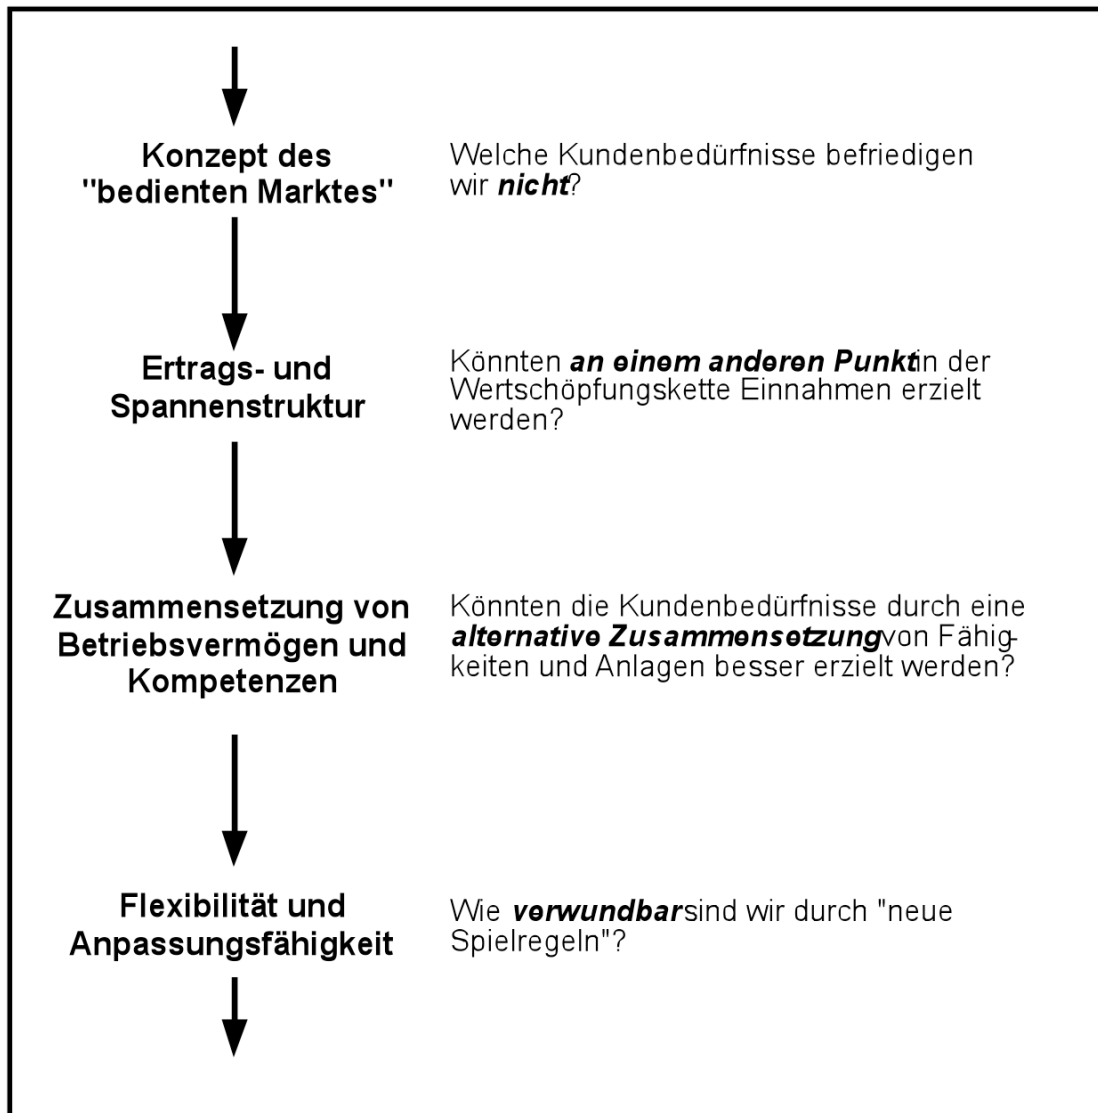 Konzept des
"bedienten Marktes"
Welche Kundenbedürfnisse befriedigen
wir nicht?
Ertrags- und
Spannenstruktur
Könnten an einem anderen Punkt in der
Wertschöpfungskette Einnahmen erzielt
werden?
Zusammensetzung von
Betriebsvermögen und
Kompetenzen
Könnten die Kundenbedürfnisse durch eine
alternative Zusammensetzung von Fähig-
keiten und Anlagen besser erzielt werden?
Flexibilität und
Anpassungsfähigkeit
Wie verwundbar sind wir durch "neue
Spielregeln"?